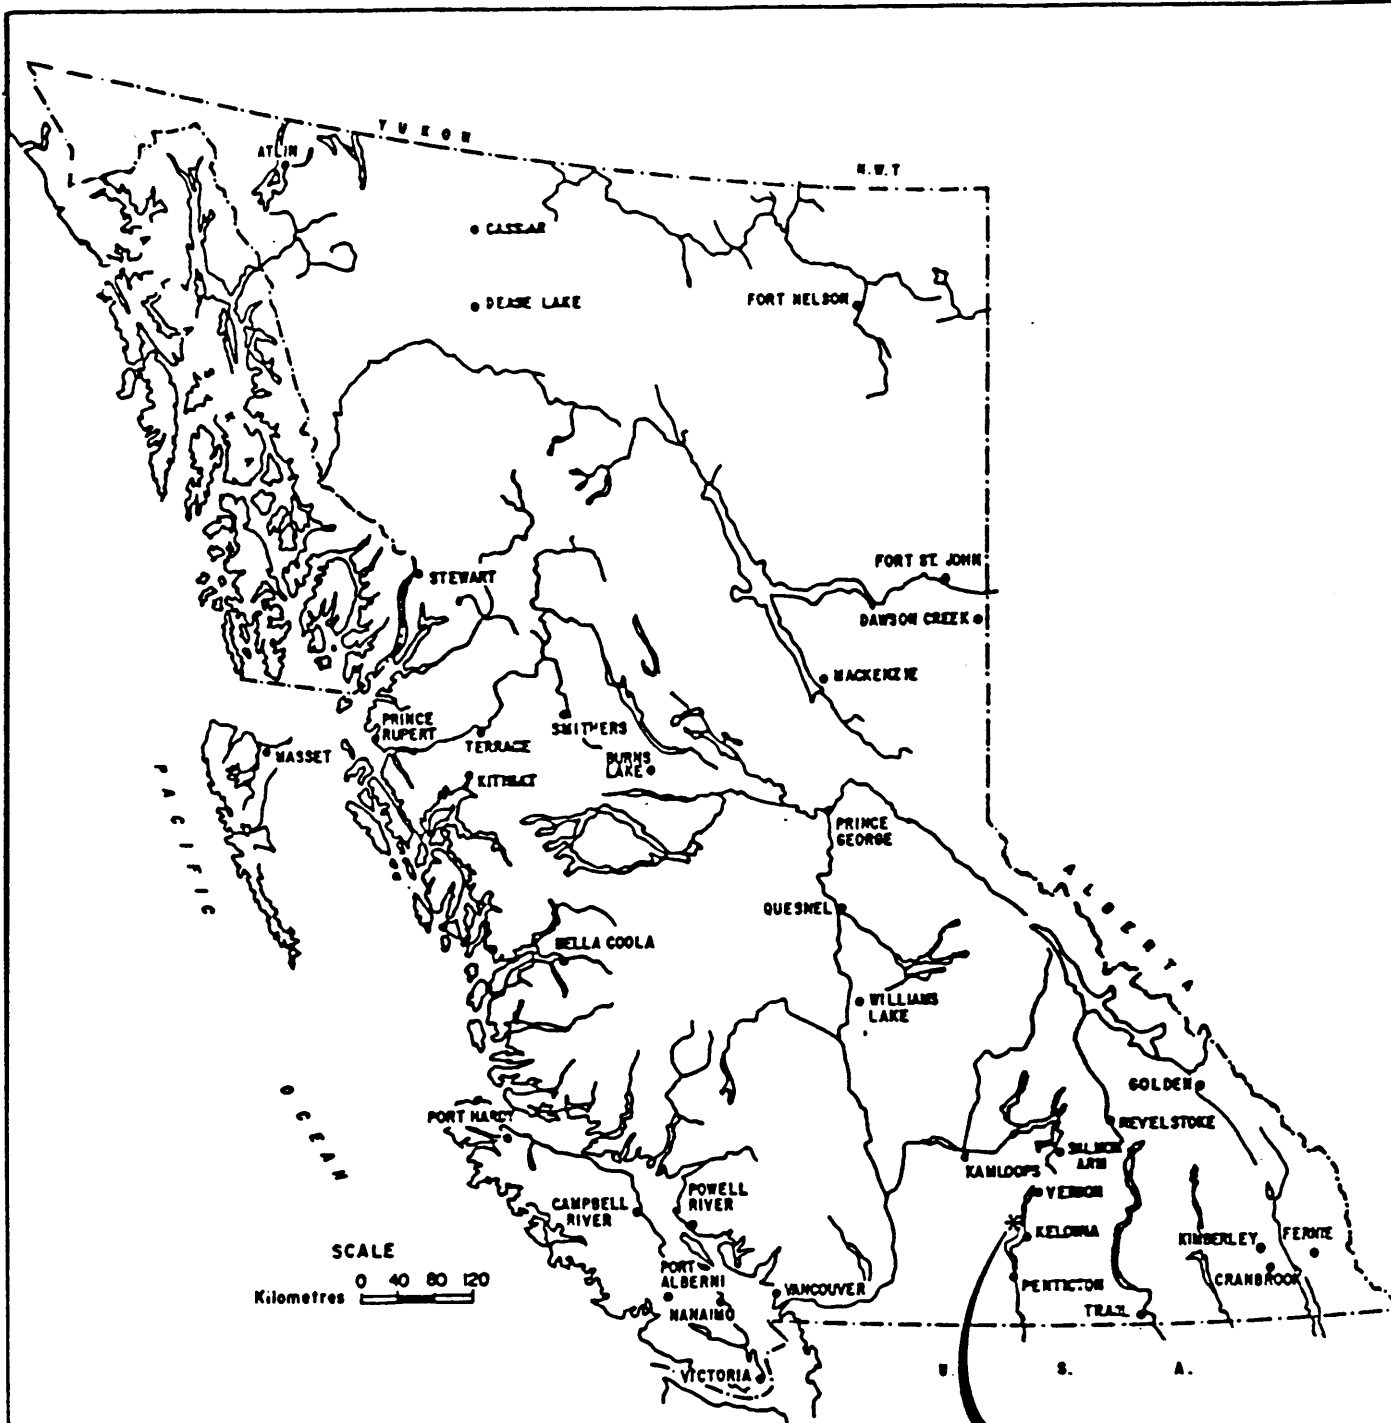 YUKON
N.W.T
ATLIN
CASSIAR
DEASE LAKE
FORT NELSON
ALASKA
STEWART
FORT ST. JOHN
DAWSON CREEK
MACKENZIE
PRINCE
RUPERT
TERRACE
SMITHERS
BURNS
LAKE
MASSET
KITIMAT
PACIFIC
PRINCE
GEORGE
ALBERTA
QUESNEL
BELLA COOLA
WILLIAMS
LAKE
OCEAN
GOLDEN
PORT HARDY
REVELSTOKE
SALMON
ARM
KAMLOOPS
VERNON
CAMPBELL
RIVER
POWELL
RIVER
KELOWNA
KIMBERLEY
FERNIE
SCALE
0 40 80 120
Kilometres
PORT
ALBERNI
VANCOUVER
PENTICTON
CRANBROOK
NANAIMO
TRAIL
VICTORIA
U. S. A.